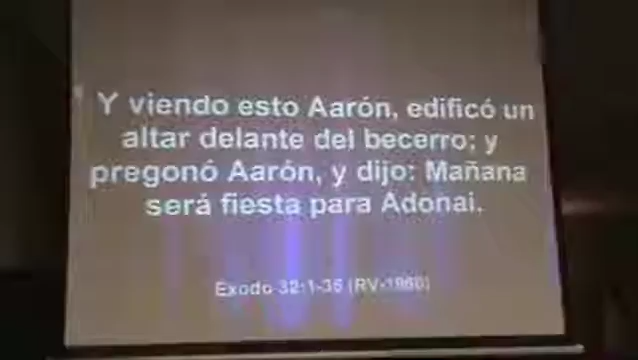 Y viendo esto Aarón, edificó un
altar delante del becerro; y
pregonó Aarón, y dijo: Mañana
será fiesta para Adonai.
Éxodo 32:1-35 (RV-1960)